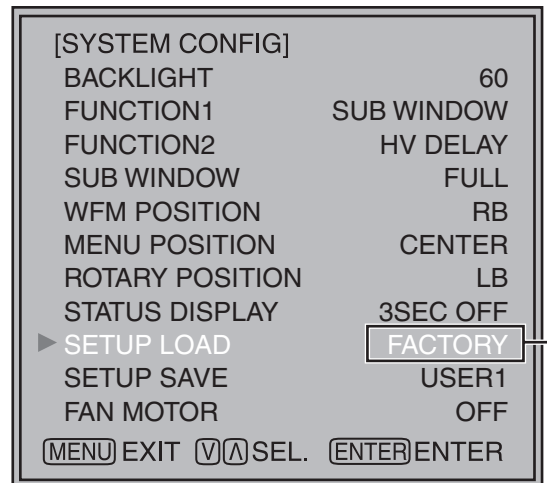 [SYSTEM CONFIG]
BACKLIGHT 60
FUNCTION1 SUB WINDOW
FUNCTION2 HV DELAY
SUB WINDOW FULL
WFM POSITION RB
MENU POSITION CENTER
ROTARY POSITION LB
STATUS DISPLAY 3SEC OFF
SETUP LOAD FACTORY
SETUP SAVE USER1
FAN MOTOR OFF
MENU EXIT V Λ SEL. ENTER ENTER